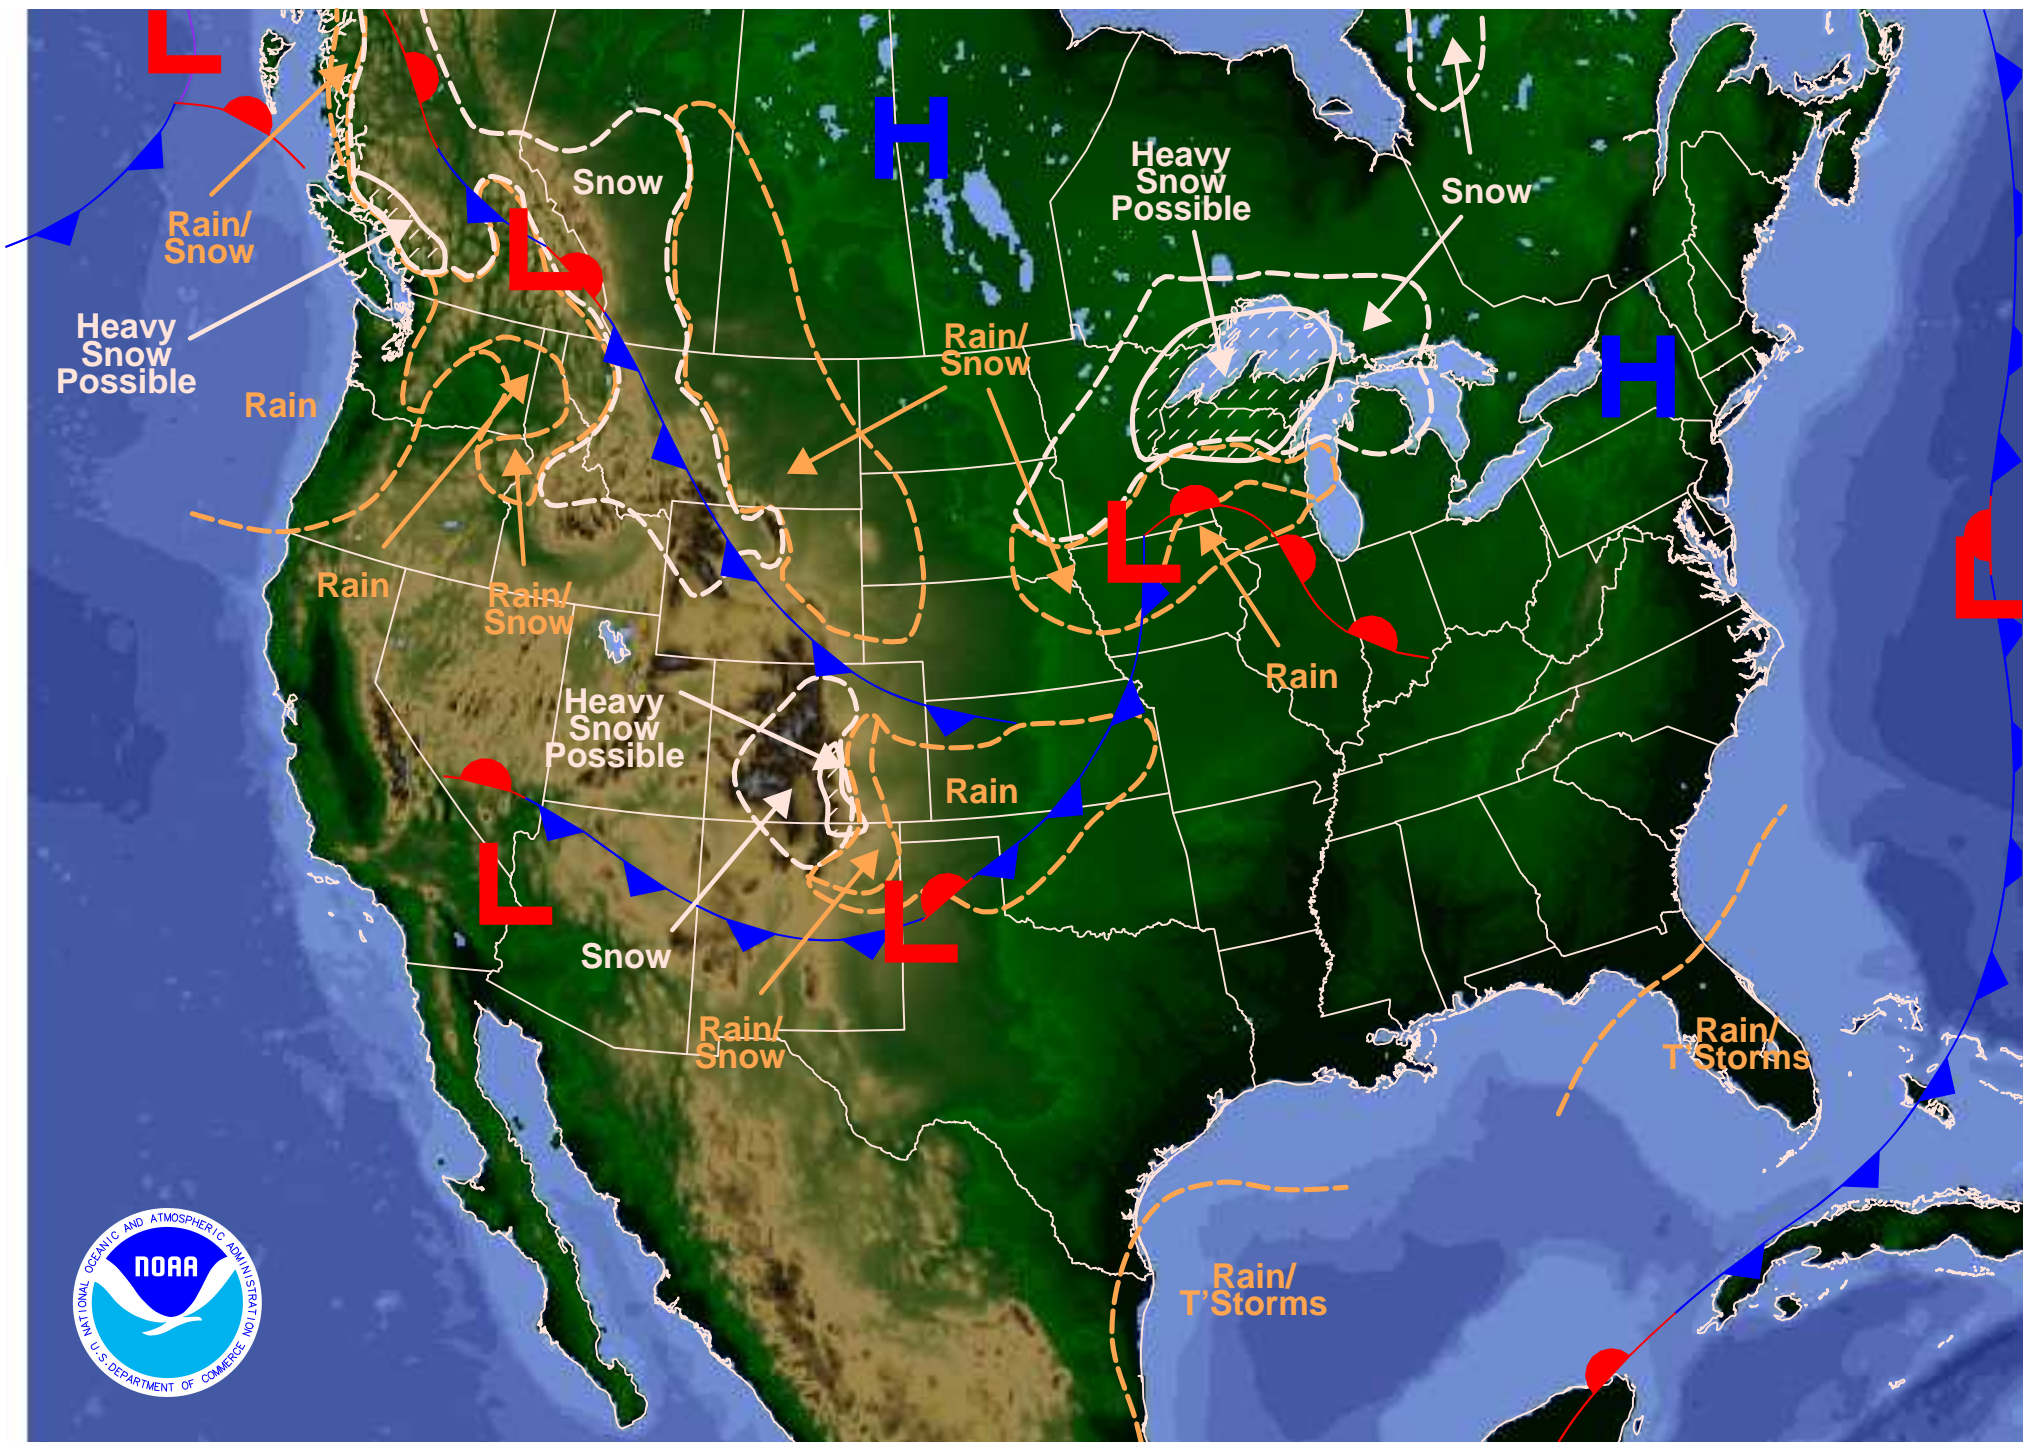 L
H
Heavy
Snow
Possible
Snow
Snow
Rain/
Snow
L
Heavy
Snow
Possible
Rain/
Snow
H
Rain
L
L
Rain
Rain/
Snow
Rain
Heavy
Snow
Possible
Rain
L
L
Snow
Rain/
Snow
Rain/
T'Storms
Rain/
T'Storms
NATIONAL OCEANIC AND ATMOSPHERIC ADMINISTRATION
NOAA
U.S. DEPARTMENT OF COMMERCE